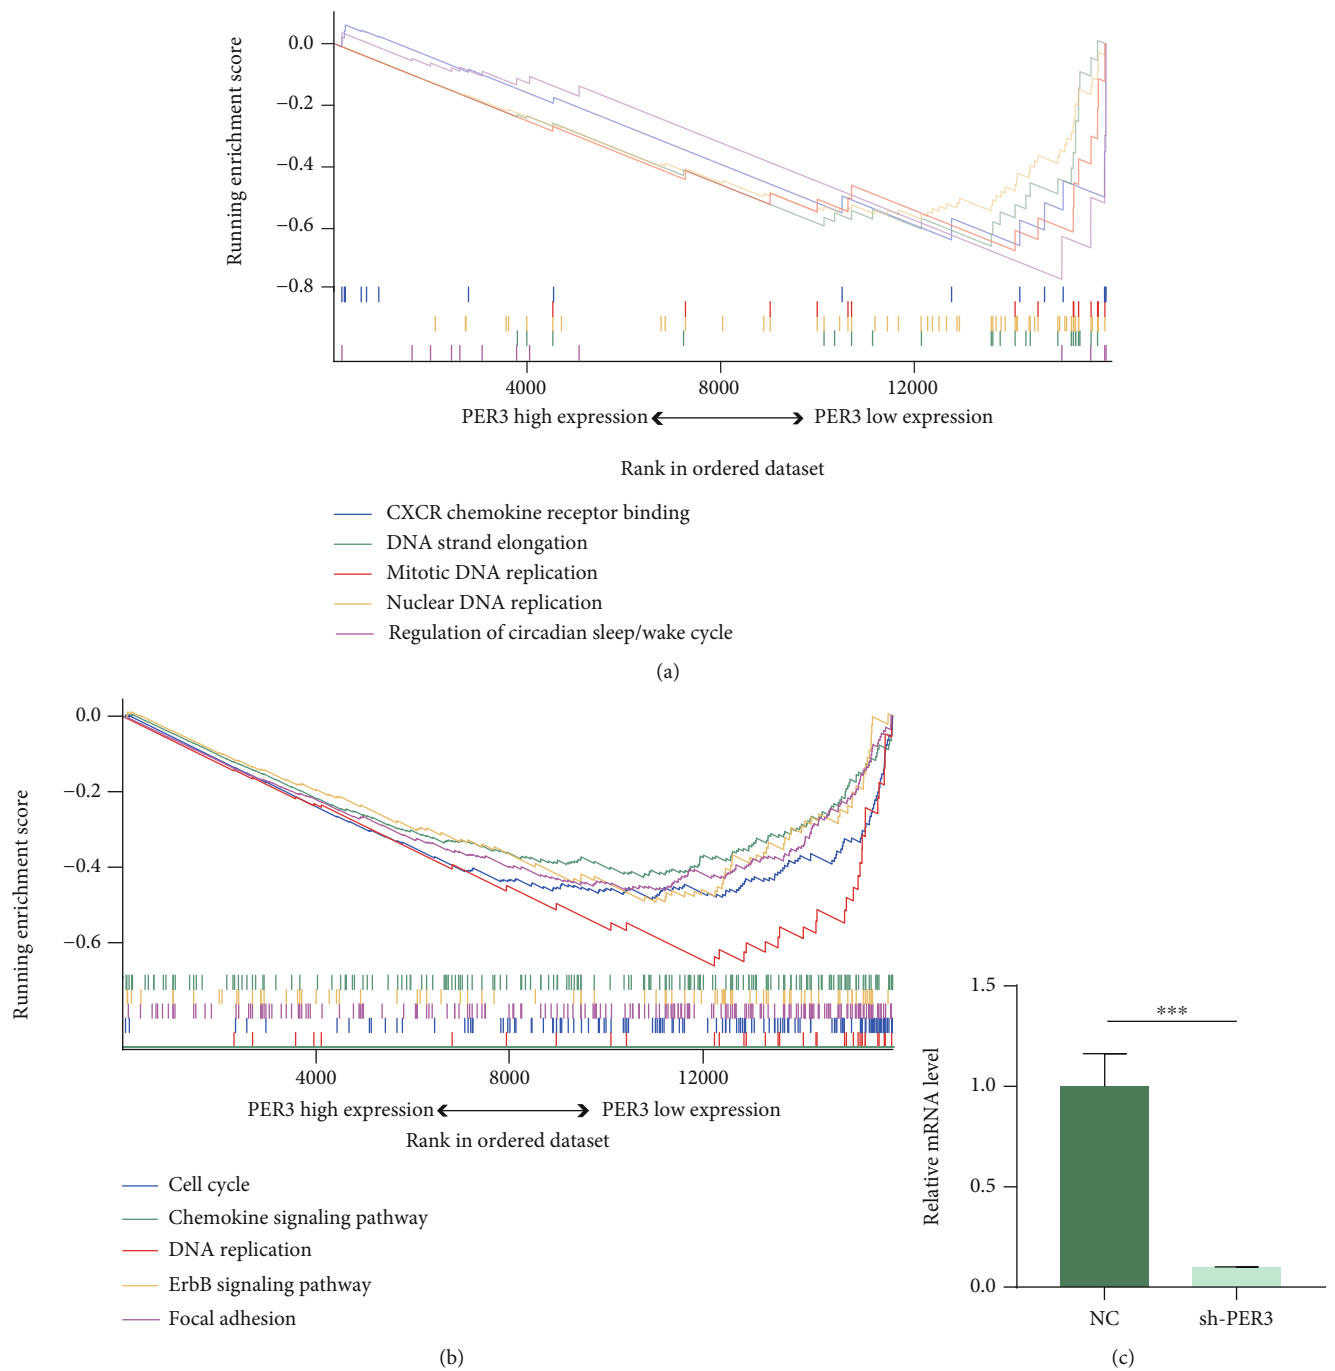 Running enrichment score
0.0
−0.2
−0.4
−0.6
−0.8
4000 8000 12000
PER3 high expression PER3 low expression
Rank in ordered dataset
CXCR chemokine receptor binding
DNA strand elongation
Mitotic DNA replication
Nuclear DNA replication
Regulation of circadian sleep/wake cycle
(a)
Running enrichment score
0.0
−0.2
−0.4
−0.6
4000 8000 12000
PER3 high expression PER3 low expression
Rank in ordered dataset
Cell cycle
Chemokine signaling pathway
DNA replication
ErbB signaling pathway
Focal adhesion
(b)
Relative mRNA level
1.5
1.0
0.5
0.0
***
NC sh-PER3
(c)